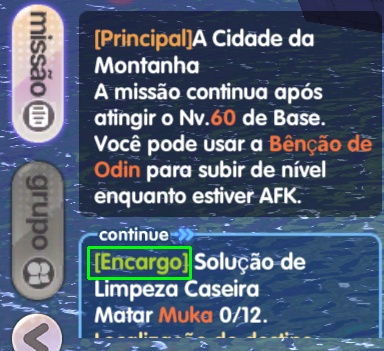 missão
grupo
[Principal]A Cidade da
Montanha
A missão continua após
atingir o Nv.60 de Base.
Você pode usar a Bênção de
Odin para subir de nível
enquanto estiver AFK.
continue
[Encargo] Solução de
Limpeza Caseira
Matar Muka 0/12.